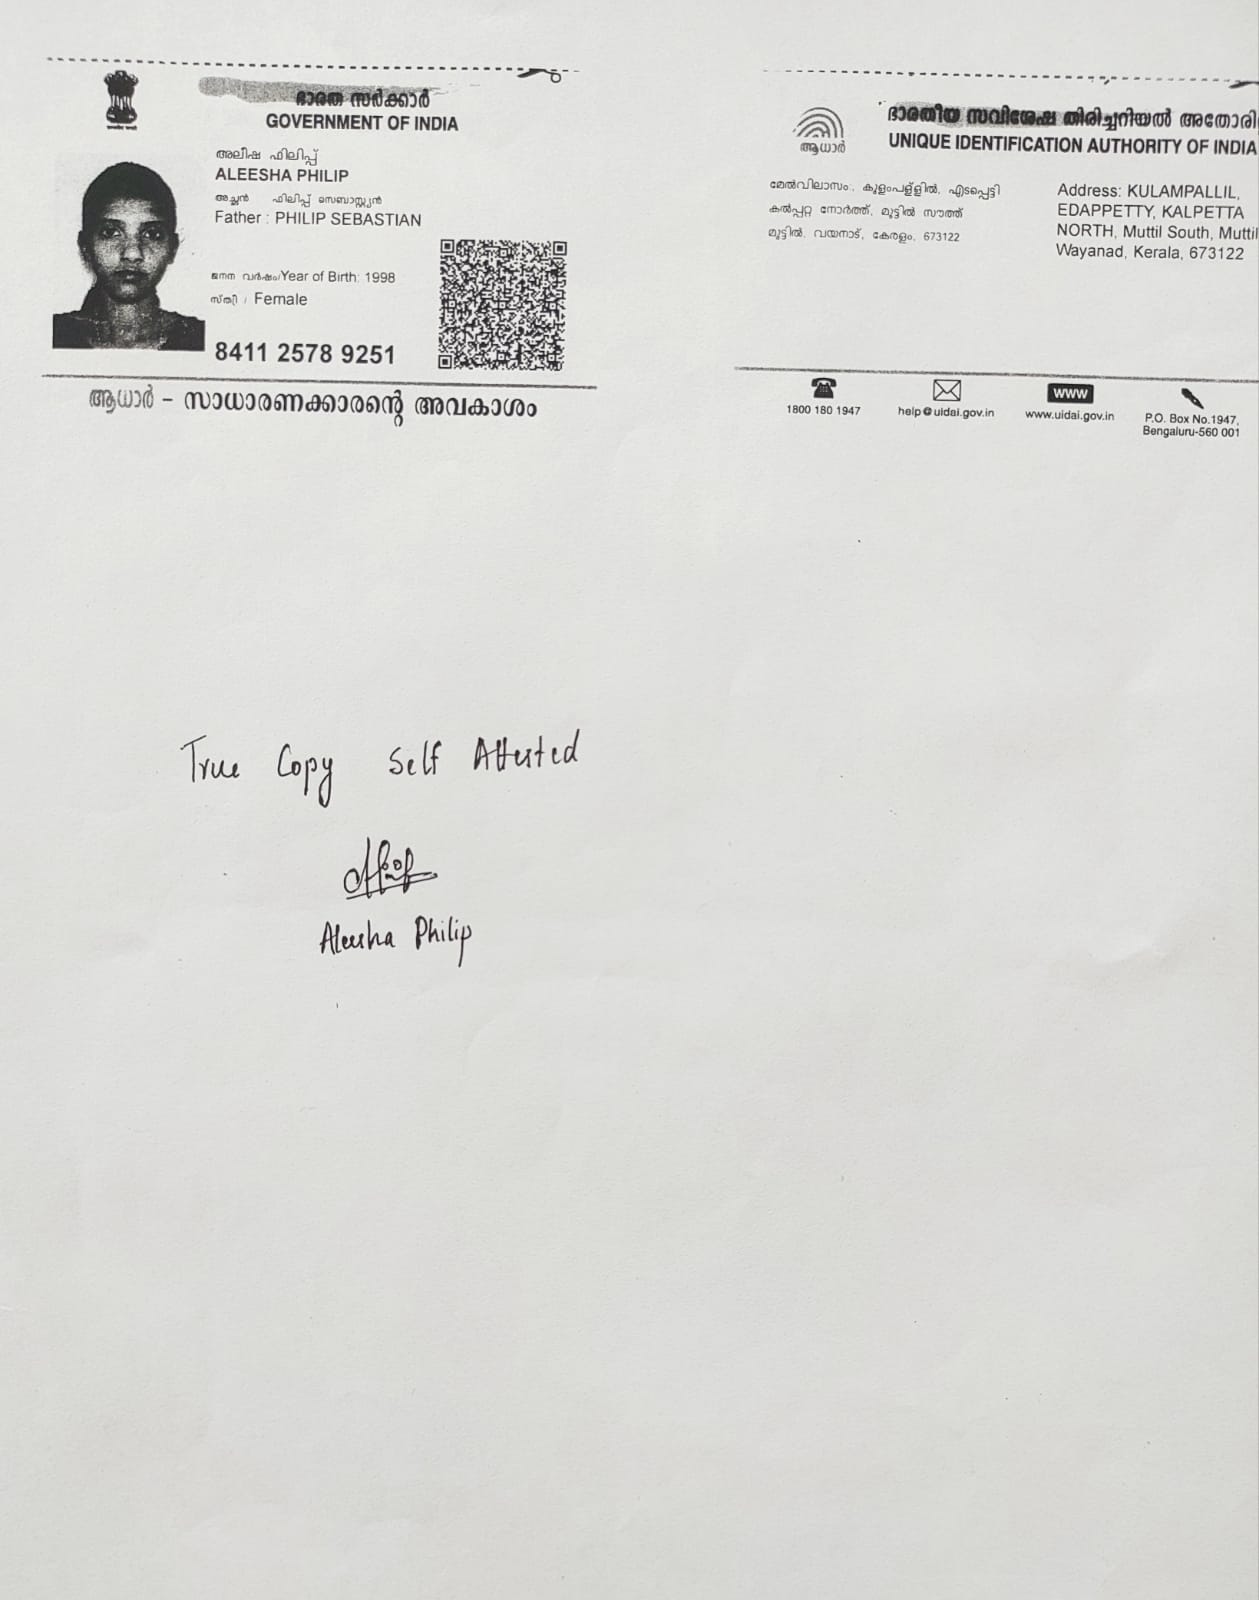 ഭാരത സർക്കാർ
GOVERNMENT OF INDIA
അലീഷ ഫിലിപ്പ്
ALEESHA PHILIP
അച്ഛൻ ഫിലിപ്പ് സെബാസ്റ്റ്യൻ
Father : PHILIP SEBASTIAN
ജനന വർഷം/Year of Birth: 1998
സ്ത്രീ / Female
8411 2578 9251
ആധാർ - സാധാരണക്കാരന്റെ അവകാശം
ആധാർ
ഭാരതീയ സവിശേഷ തിരിച്ചറിയൽ
UNIQUE IDENTIFICATION AUTHORITY OF INDIA
മേൽവിലാസം:, കുളംപള്ളിൽ, എടപ്പെട്ടി
കൽപ്പറ്റ നോർത്ത്, മുട്ടിൽ സൗത്ത്
മുട്ടിൽ, വയനാട്, കേരളം, 673122
Address: KULAMPALLIL,
EDAPPETTY, KALPETTA
NORTH, Muttil South, Muttil
Wayanad, Kerala, 673122
1800 180 1947
help@uidai.gov.in
WWW
www.uidai.gov.in
P.O. Box No.1947,
Bengaluru-560 001
True Copy Self Attested
Aleesha Philip